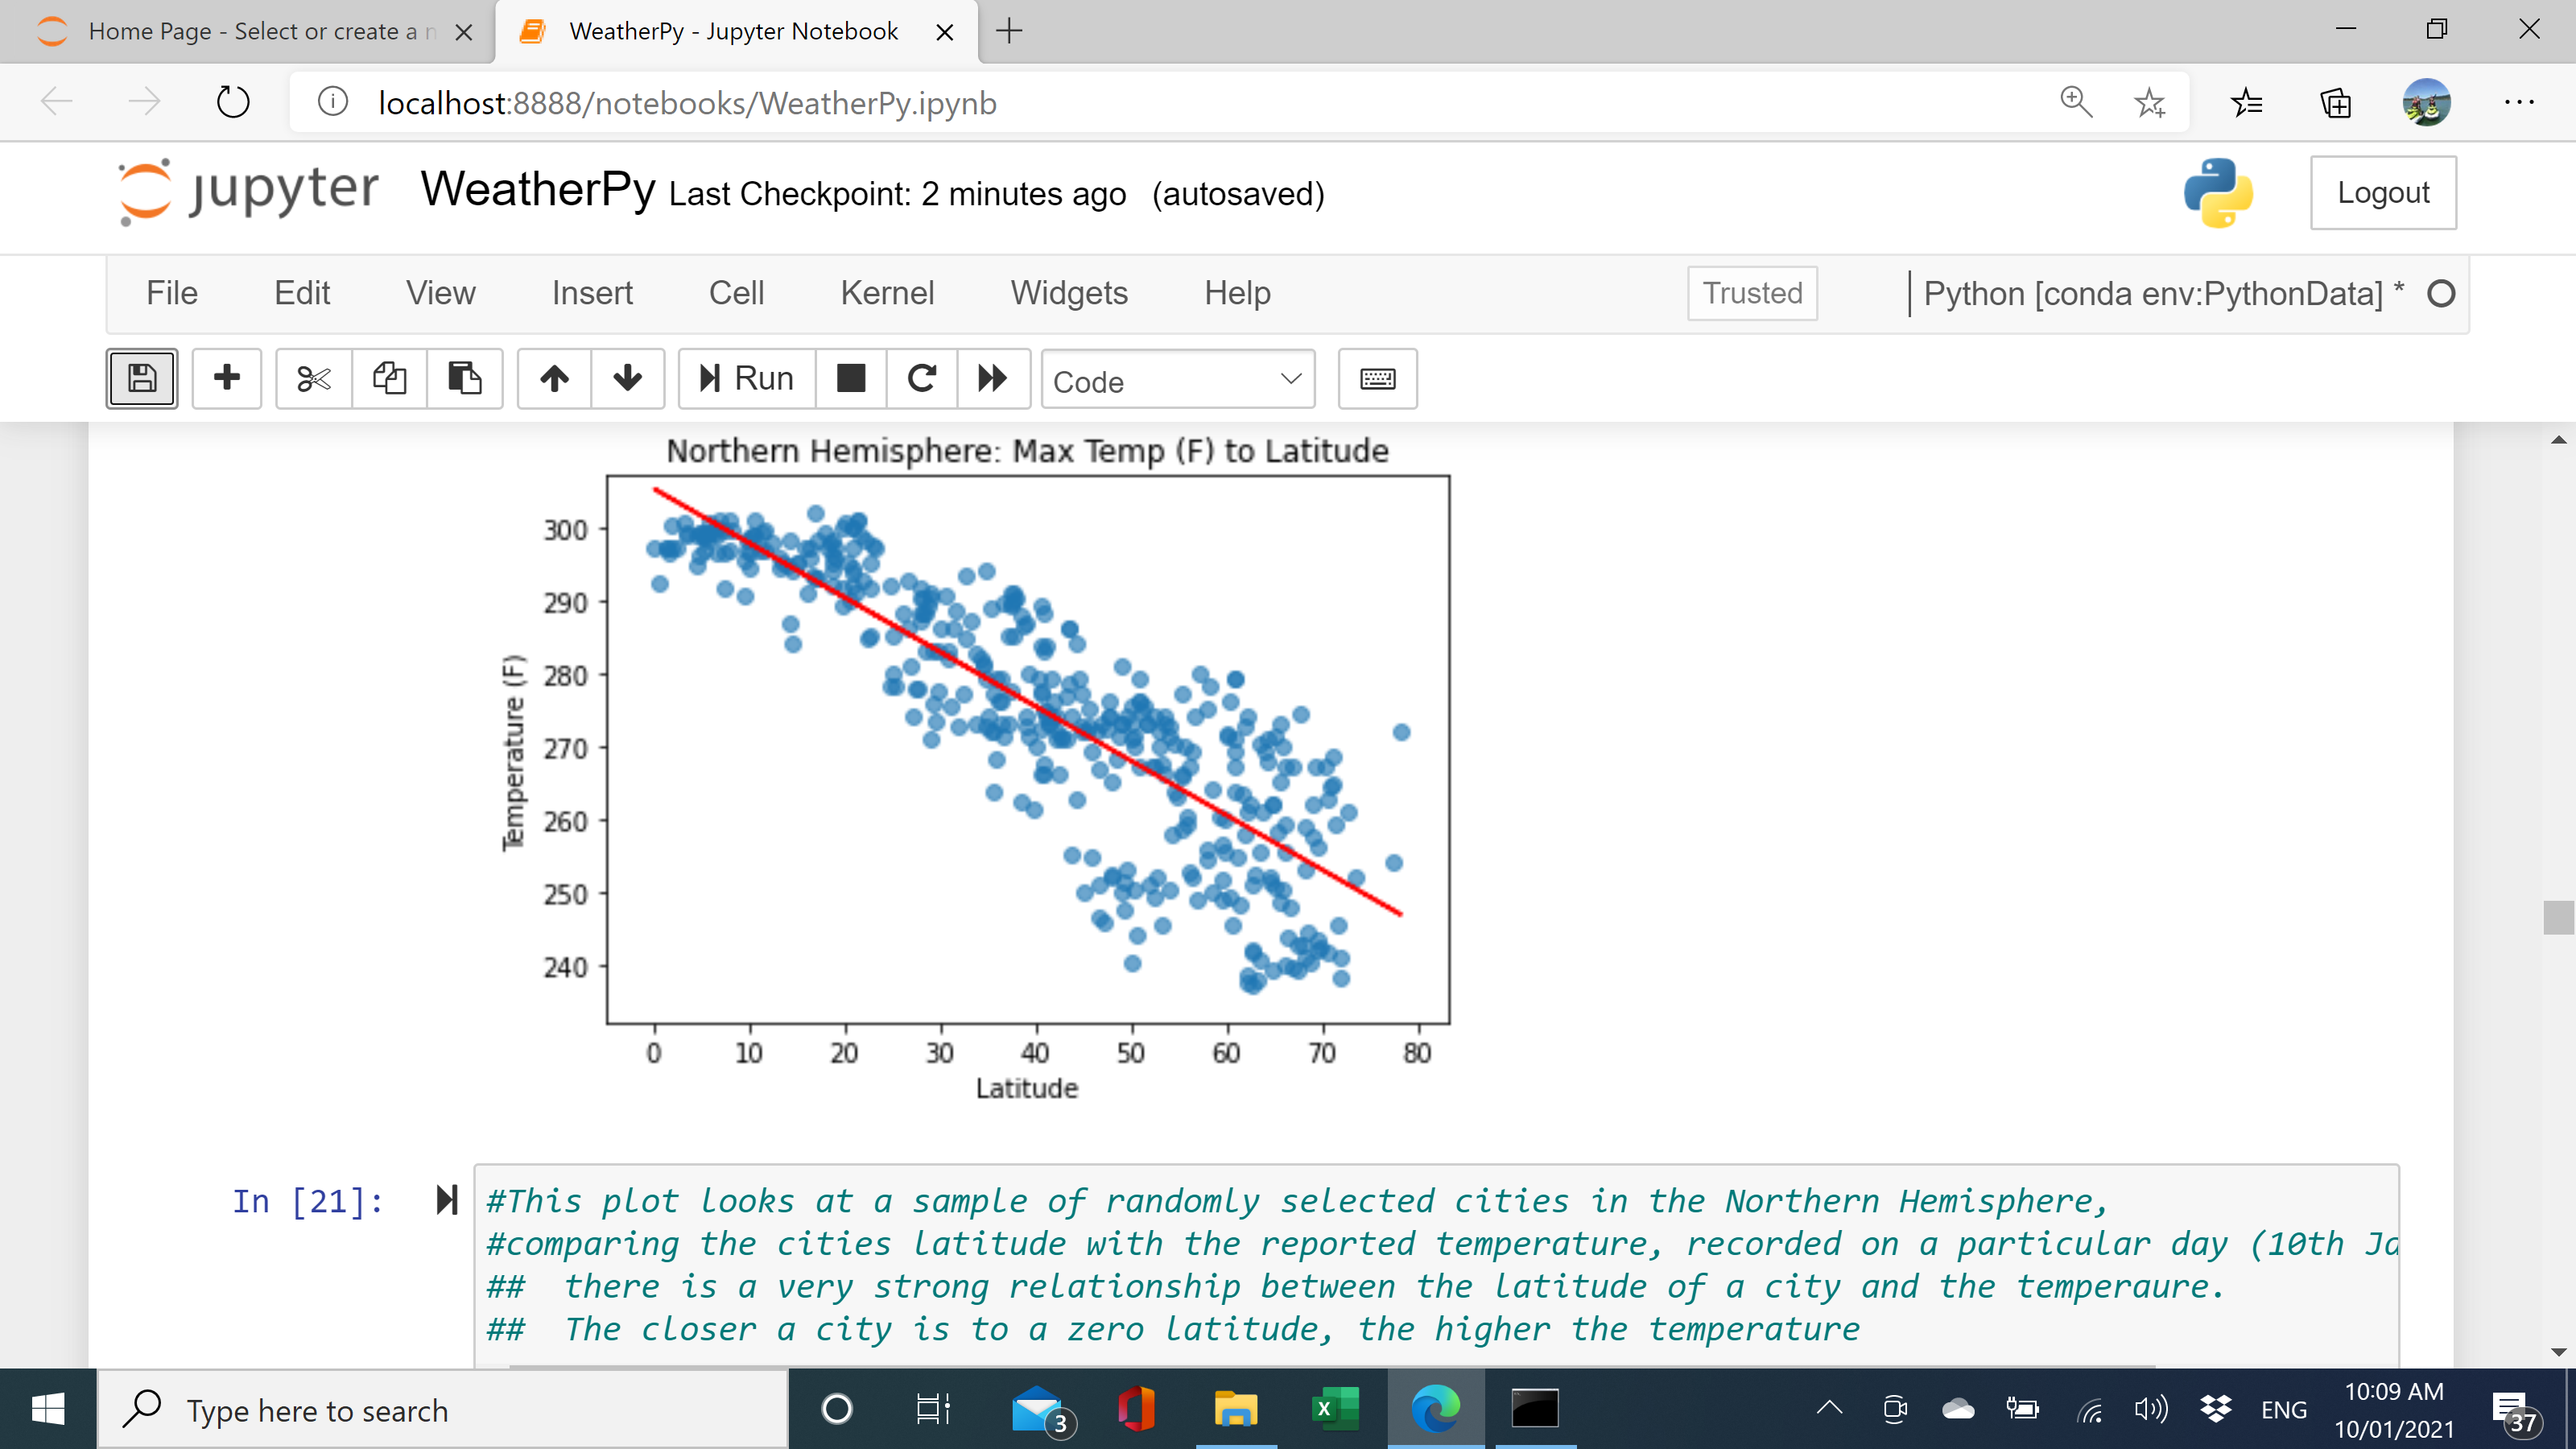 Home Page - Select or create a n
WeatherPy - Jupyter Notebook
localhost:8888/notebooks/WeatherPy.ipynb
jupyter WeatherPy Last Checkpoint: 2 minutes ago (autosaved)
Logout
File Edit View Insert Cell Kernel Widgets Help Trusted Python [conda env:PythonData] *
Run Code
Northern Hemisphere: Max Temp (F) to Latitude
300
290
280
270
260
250
240
Temperature (F)
0 10 20 30 40 50 60 70 80
Latitude
In [21]:
#This plot looks at a sample of randomly selected cities in the Northern Hemisphere,
#comparing the cities latitude with the reported temperature, recorded on a particular day (10th Ja
## there is a very strong relationship between the latitude of a city and the temperaure.
## The closer a city is to a zero latitude, the higher the temperature
Type here to search
3
ENG
10:09 AM
10/01/2021
37